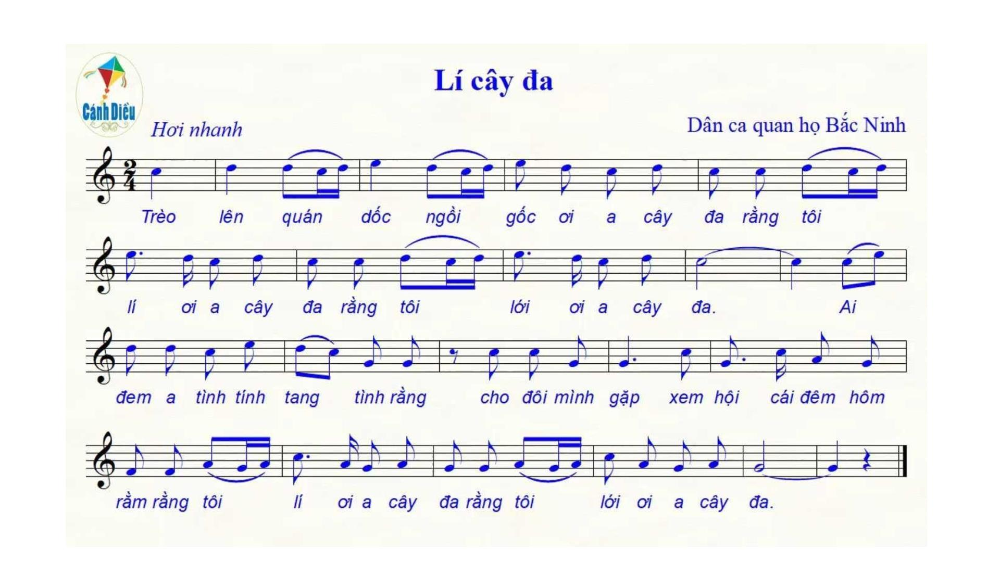 Cánh Diều
Lí cây đa
Hơi nhanh
Dân ca quan họ Bắc Ninh
2
4
Trèo lên quán dốc ngồi gốc ơi a cây đa rằng tôi
lí ơi a cây đa rằng tôi lới ơi a cây đa. Ai
đem a tình tính tang tình rằng cho đôi mình gặp xem hội cái đêm hôm
rằm rằng tôi lí ơi a cây đa rằng tôi lới ơi a cây đa.